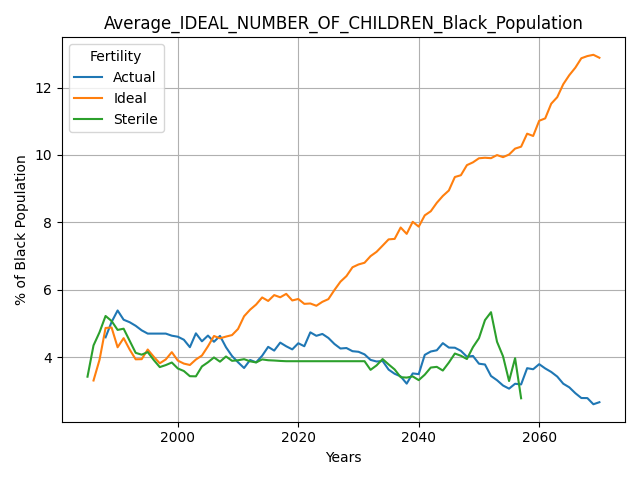 Average_IDEAL_NUMBER_OF_CHILDREN_Black_Population
Fertility
Actual
Ideal
Sterile
% of Black Population
12
10
8
6
4
2000
2020
2040
2060
Years